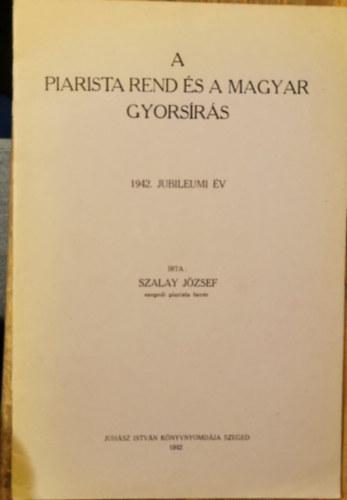 A
PIARISTA REND ÉS A MAGYAR
GYORSÍRÁS
1942. JUBILEUMI ÉV
IRTA:
SZALAY JÓZSEF
szegedi piarista tanár
JUHÁSZ ISTVÁN KÖNYVNYOMDÁJA SZEGED
1942